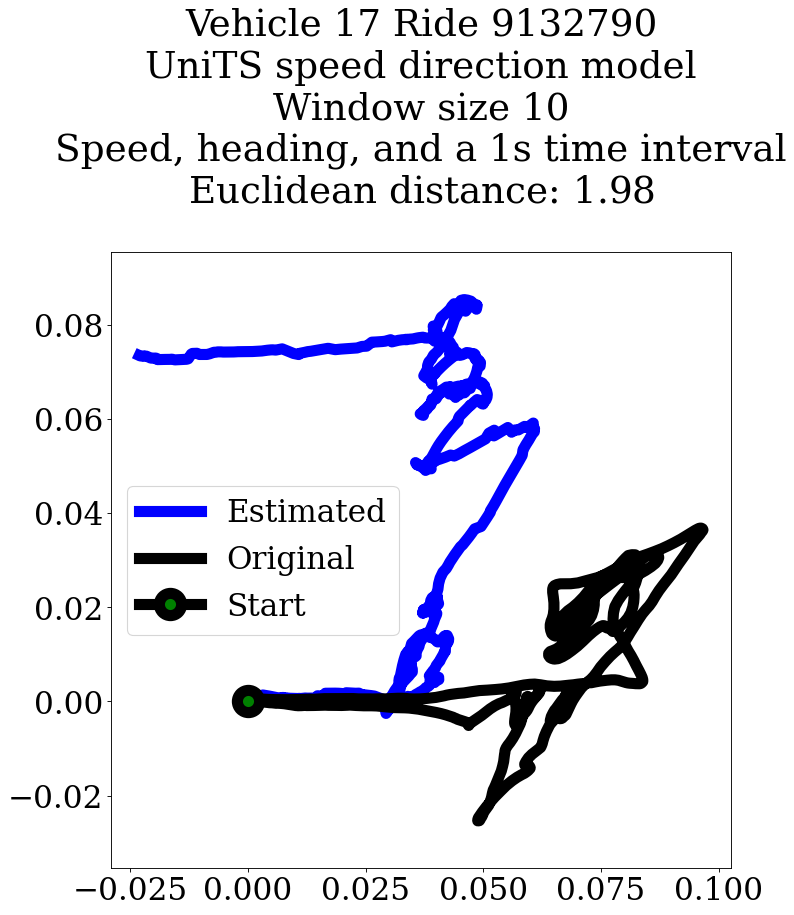 Vehicle 17 Ride 9132790
UniTS speed direction model
Window size 10
Speed, heading, and a 1s time interval
Euclidean distance: 1.98
0.08
0.06
0.04
0.02
0.00
−0.02
Estimated
Original
Start
−0.025 0.000 0.025 0.050 0.075 0.100